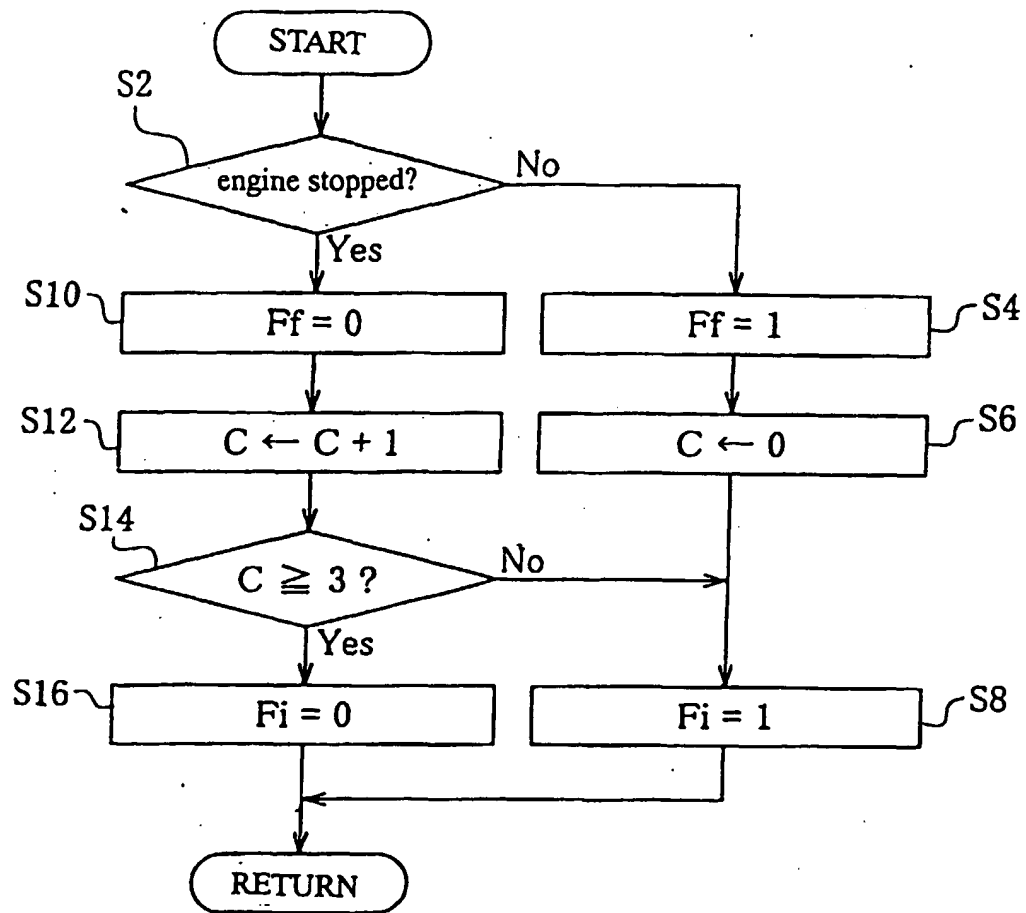 START
S2
engine stopped?
No
Yes
S10
Ff = 0
Ff = 1
S4
S12
C ← C + 1
C ← 0
S6
S14
C ≧ 3 ?
No
Yes
S16
Fi = 0
Fi = 1
S8
RETURN